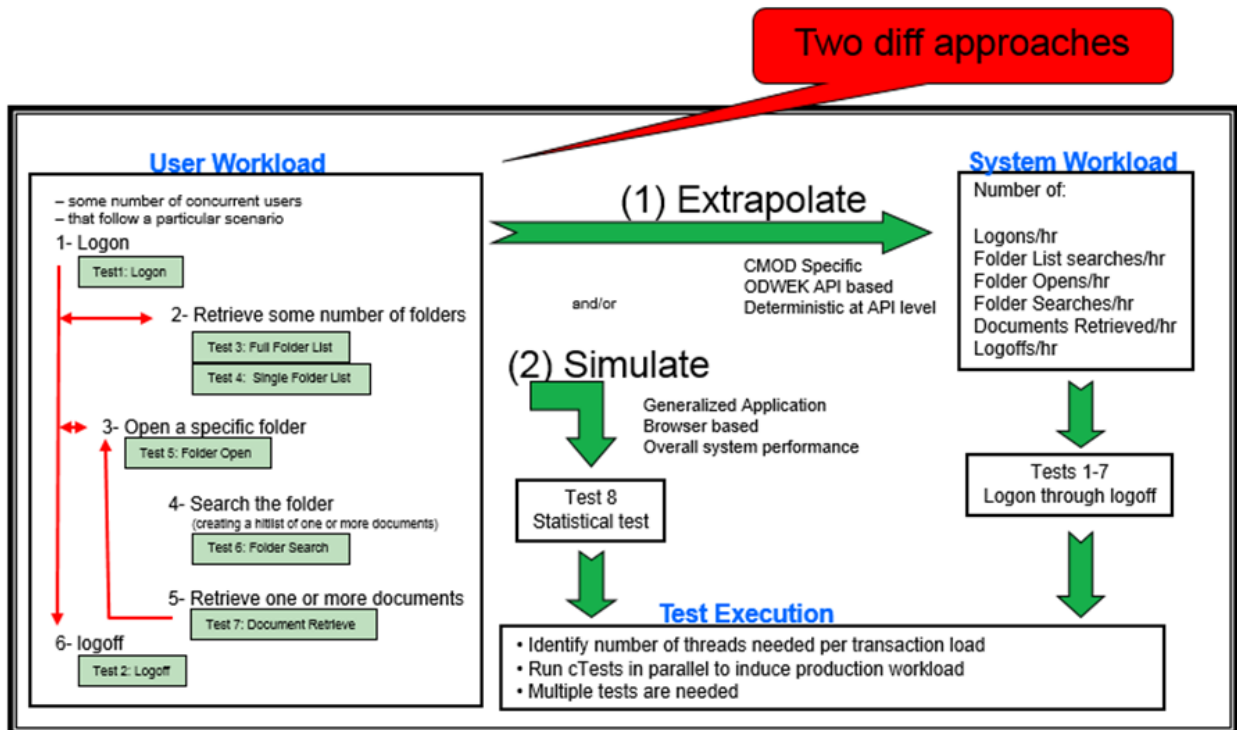 Two diff approaches
User Workload
– some number of concurrent users
– that follow a particular scenario
1- Logon
Test1: Logon
2- Retrieve some number of folders
Test 3: Full Folder List
Test 4: Single Folder List
3- Open a specific folder
Test 5: Folder Open
4- Search the folder
(creating a hitlist of one or more documents)
Test 6: Folder Search
5- Retrieve one or more documents
Test 7: Document Retrieve
6- logoff
Test 2: Logoff
(1) Extrapolate
CMOD Specific
ODWEK API based
Deterministic at API level
and/or
(2) Simulate
Generalized Application
Browser based
Overall system performance
Test 8
Statistical test
System Workload
Number of:
Logons/hr
Folder List searches/hr
Folder Opens/hr
Folder Searches/hr
Documents Retrieved/hr
Logoffs/hr
Tests 1-7
Logon through logoff
Test Execution
• Identify number of threads needed per transaction load
• Run cTests in parallel to induce production workload
• Multiple tests are needed